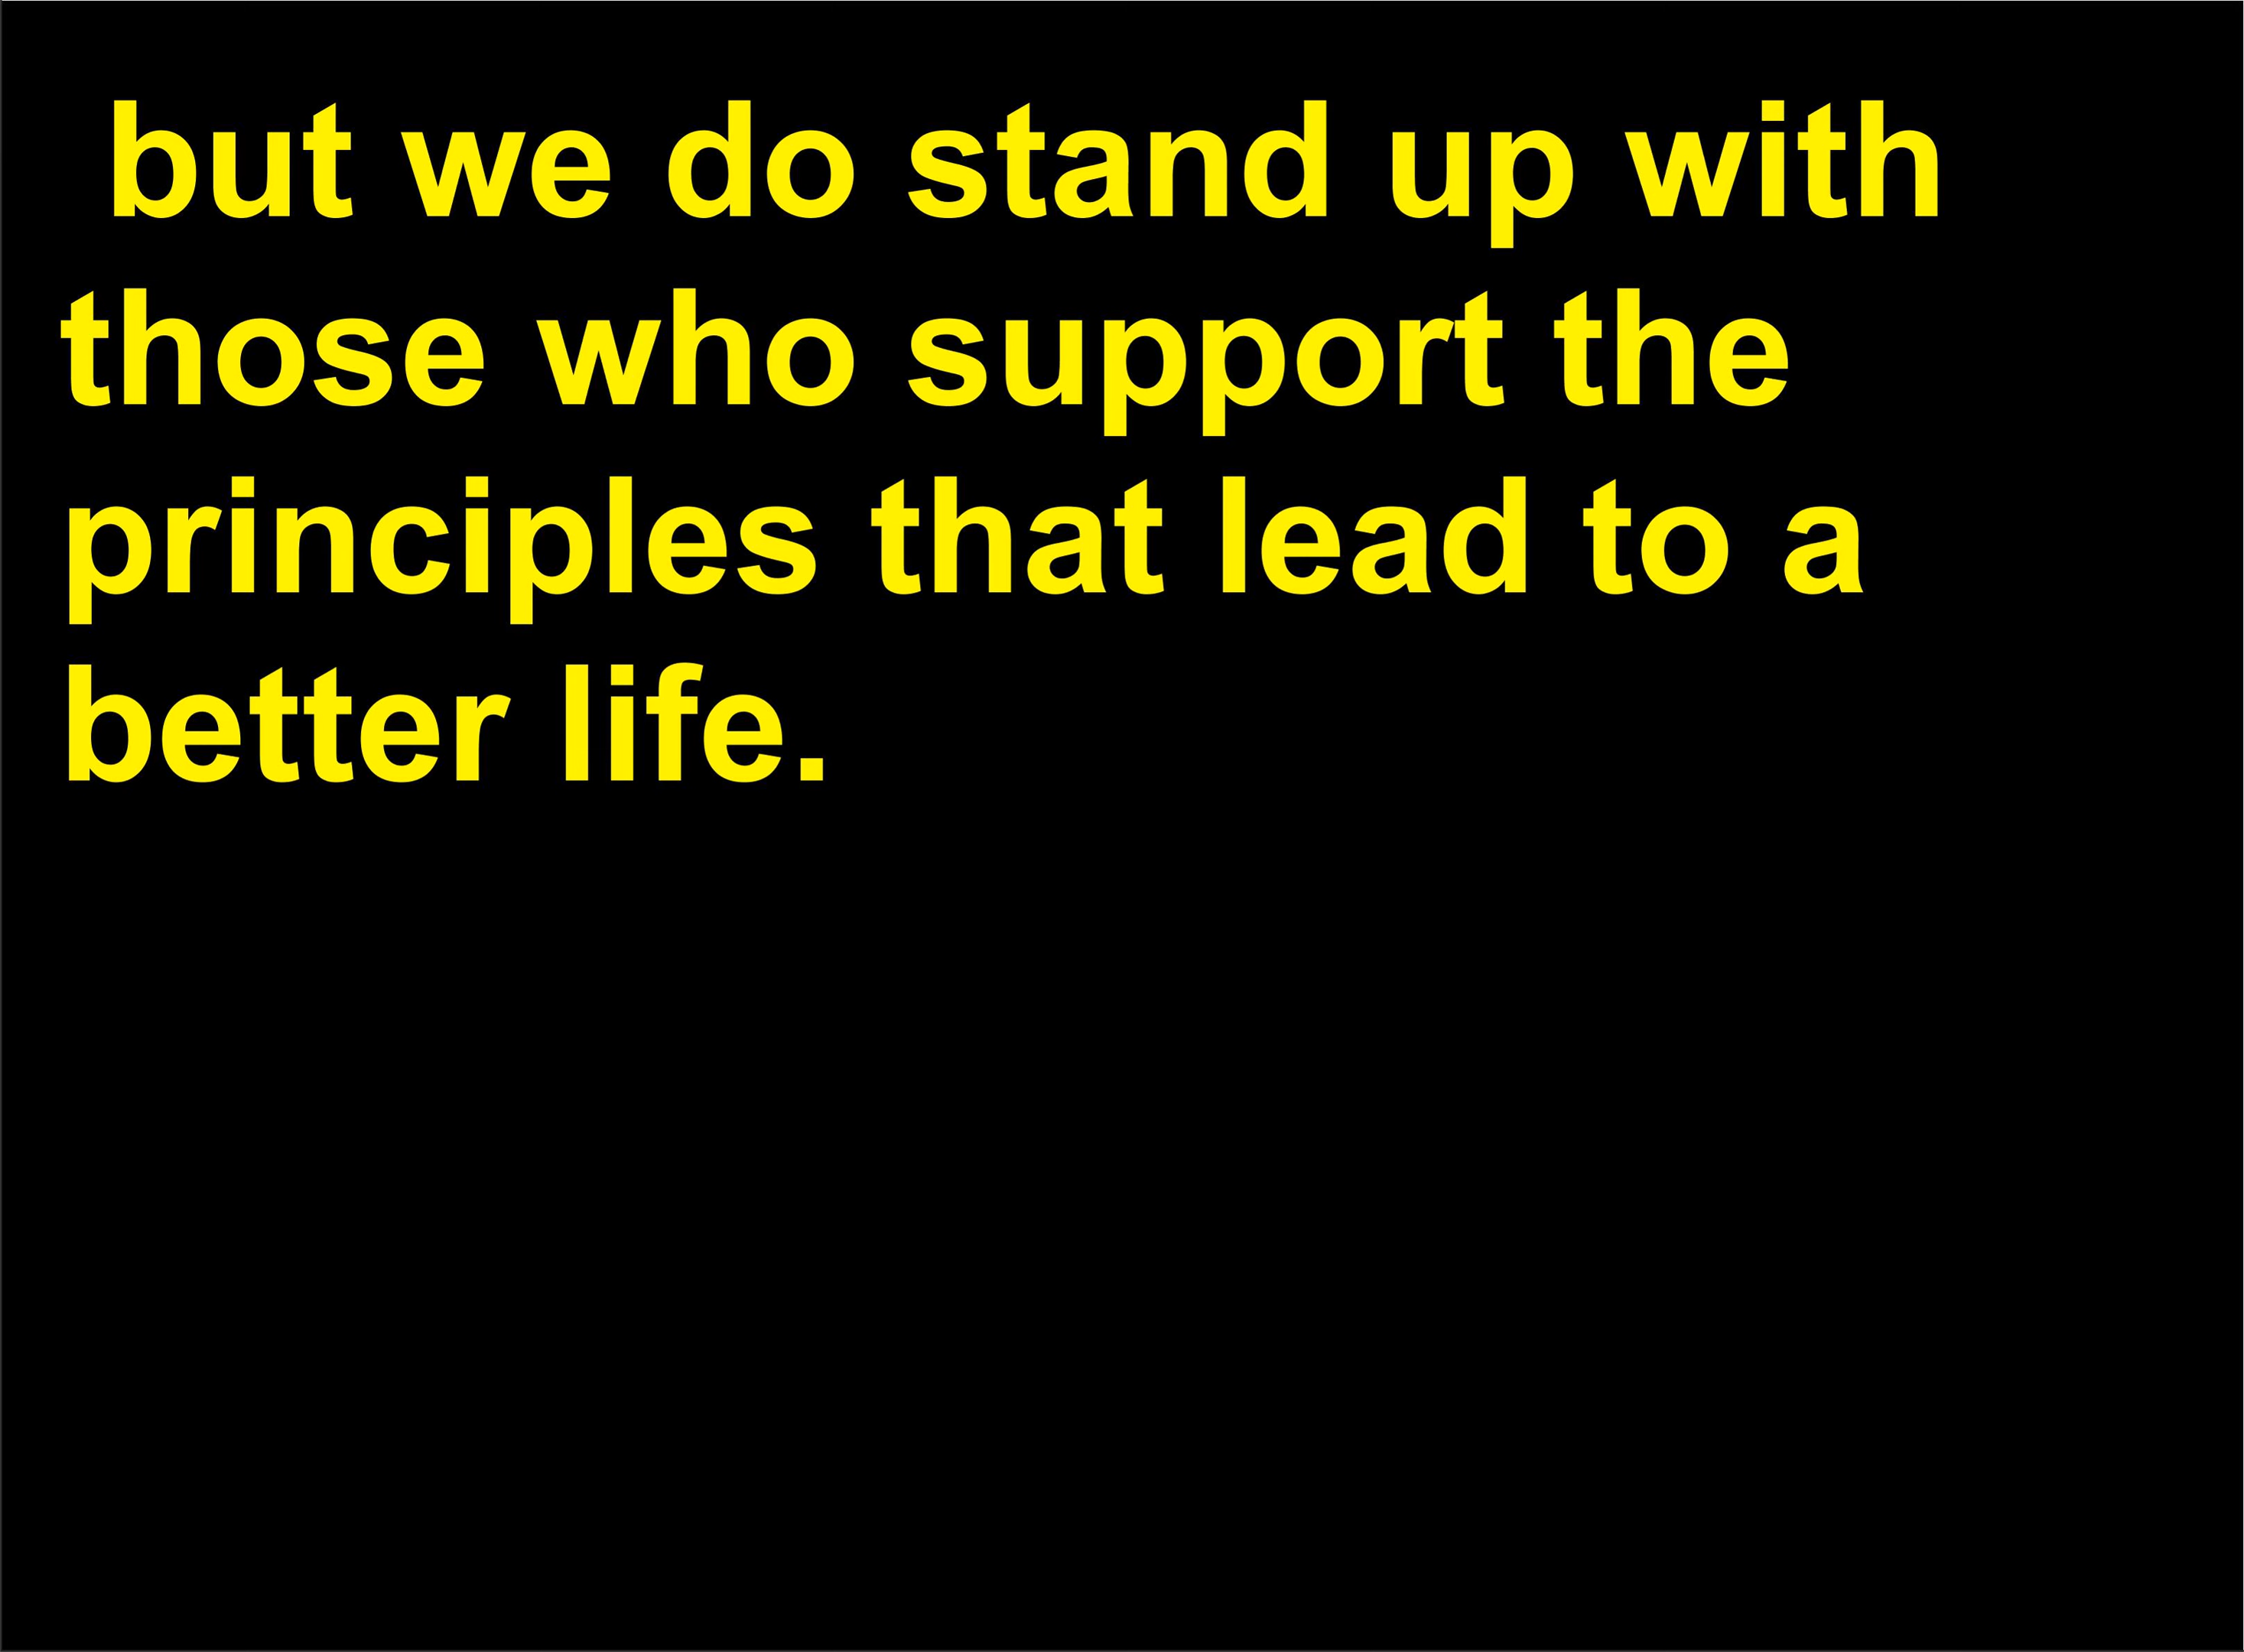 but we do stand up with
those who support the
principles that lead to a
better life.